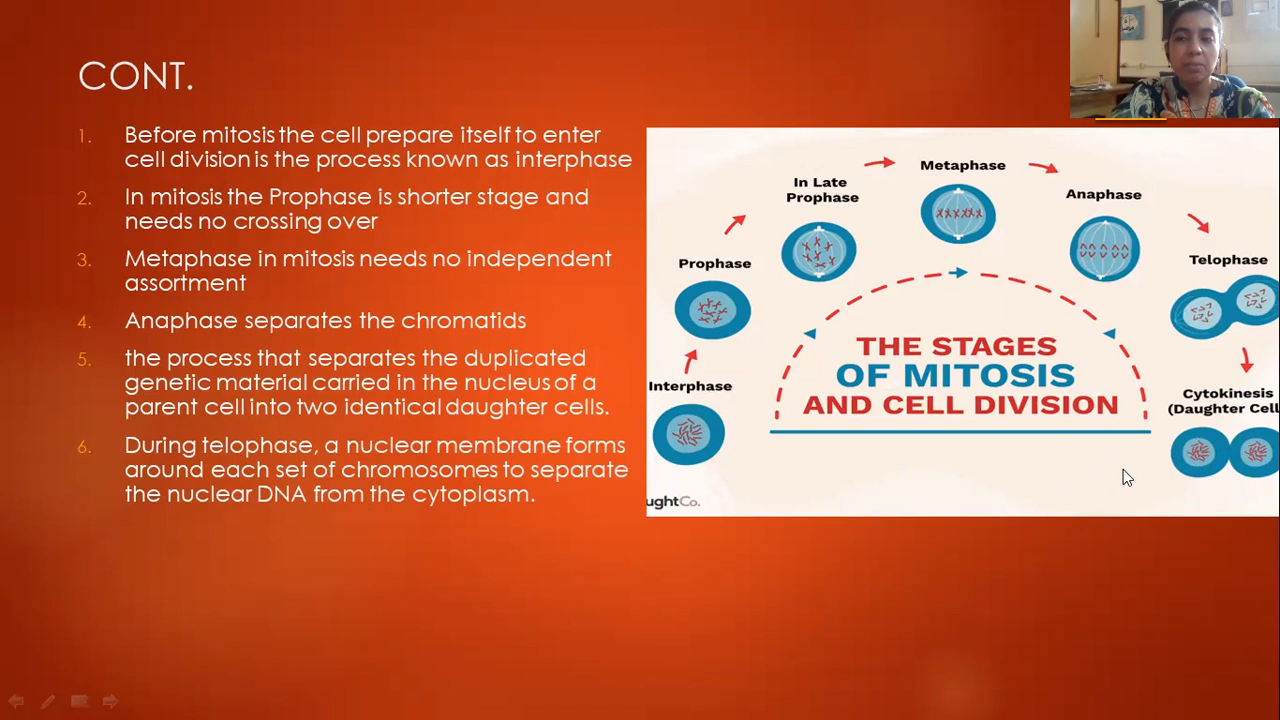 CONT.
1. Before mitosis the cell prepare itself to enter
cell division is the process known as interphase
2. In mitosis the Prophase is shorter stage and
needs no crossing over
3. Metaphase in mitosis needs no independent
assortment
4. Anaphase separates the chromatids
5. the process that separates the duplicated
genetic material carried in the nucleus of a
parent cell into two identical daughter cells.
6. During telophase, a nuclear membrane forms
around each set of chromosomes to separate
the nuclear DNA from the cytoplasm.
Interphase
Prophase
In Late
Prophase
Metaphase
Anaphase
Telophase
Cytokinesis
(Daughter Cell
THE STAGES
OF MITOSIS
AND CELL DIVISION
ughtCo.